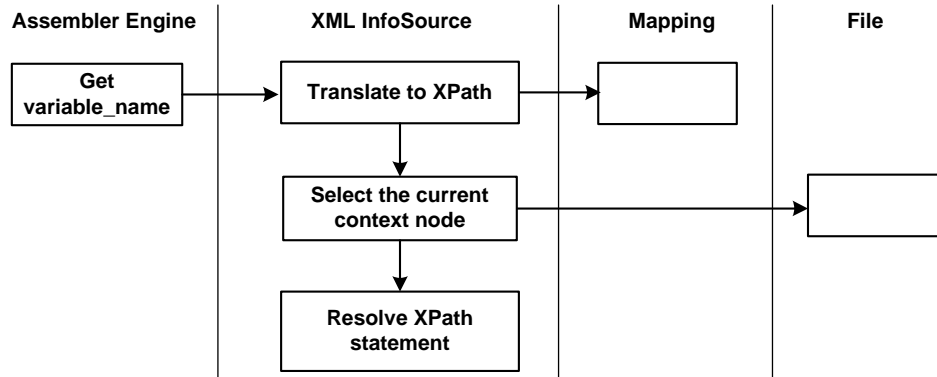 Assembler Engine
XML InfoSource
Mapping
File
Get
variable_name
Translate to XPath
Select the current
context node
Resolve XPath
statement